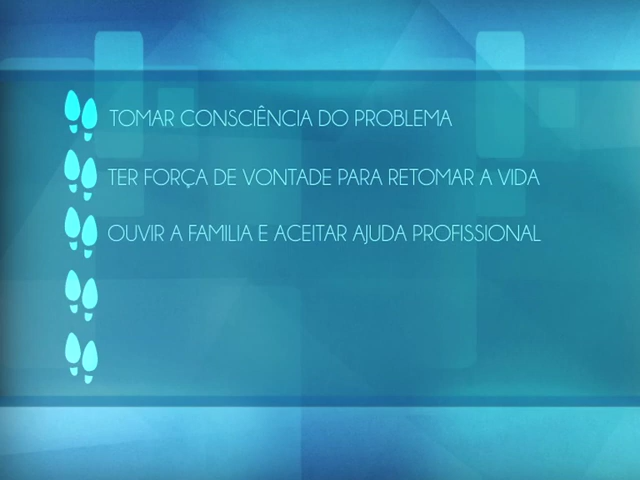 TOMAR CONSCIÊNCIA DO PROBLEMA
TER FORÇA DE VONTADE PARA RETOMAR A VIDA
OUVIR A FAMILIA E ACEITAR AJUDA PROFISSIONAL